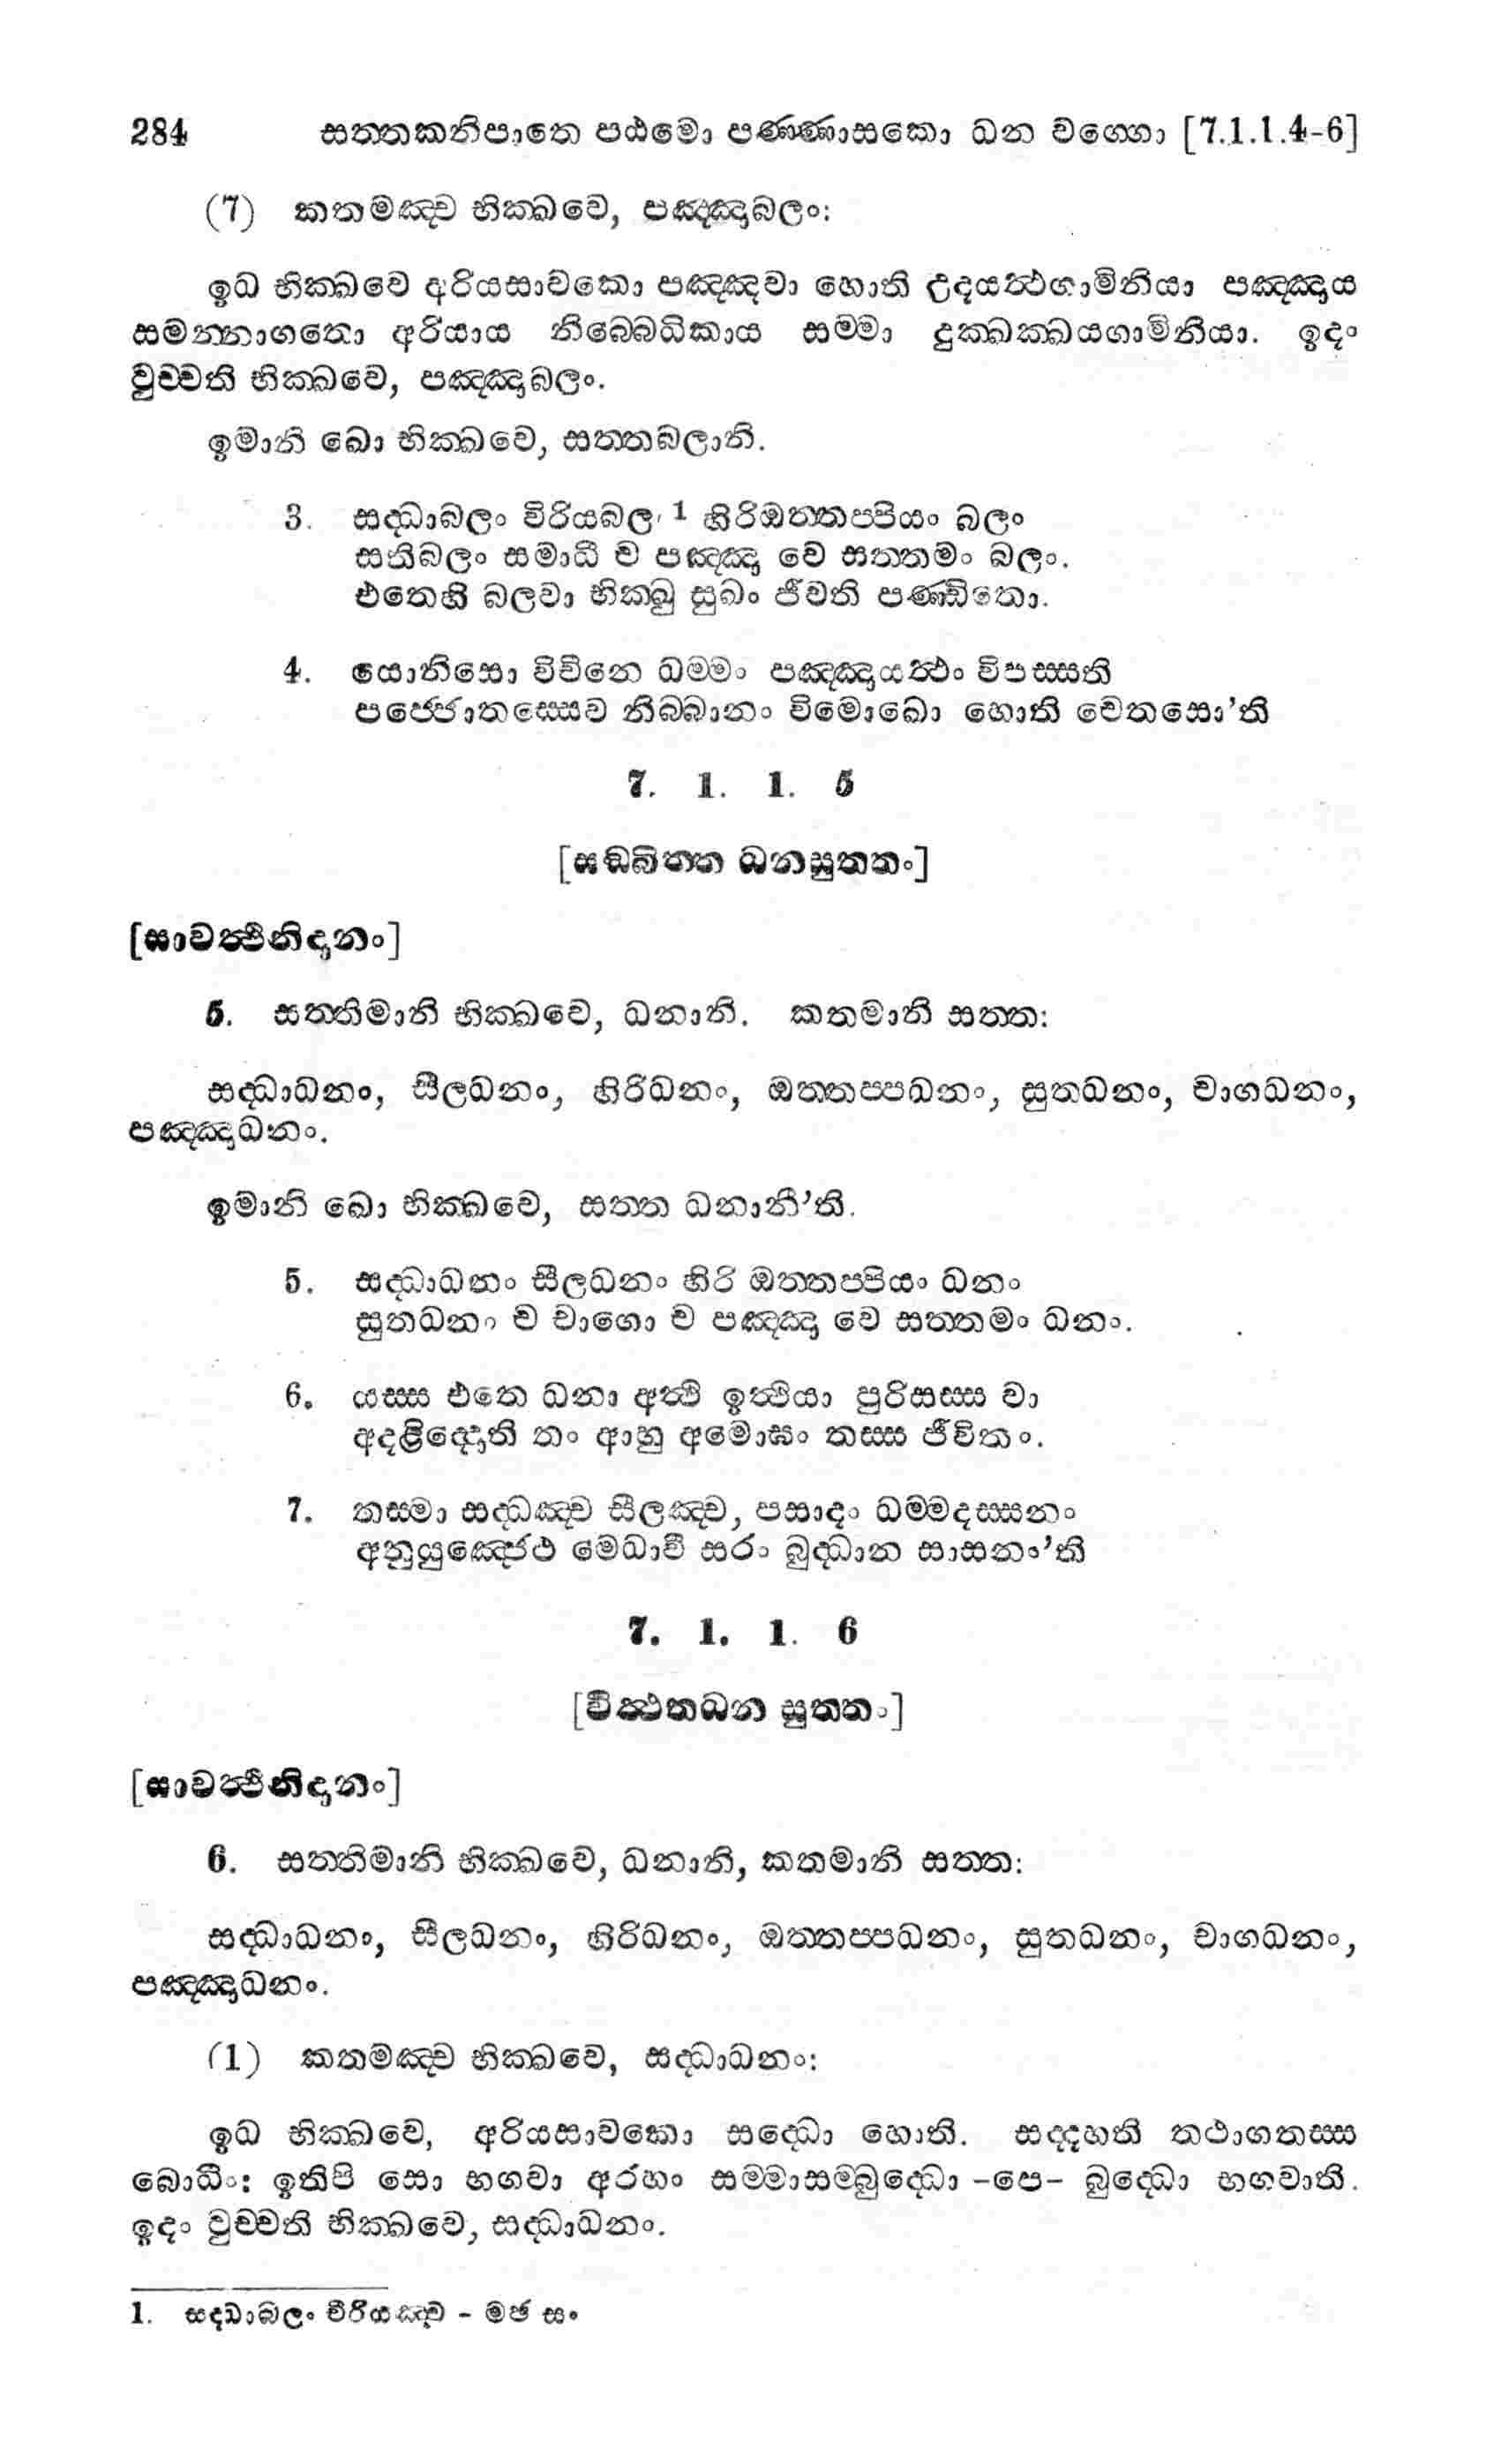 284 සත්තකනිපාතෙ පඨමො පණ්ණාසකො ධන වග්ගො [7.1.1.4-6]
(7) කතමඤ්ච භික්ඛවෙ, පඤ්ඤාබලං:
ඉධ භික්ඛවෙ අරියසාවකො පඤ්ඤවා හොති උදයත්ථගාමිනියා පඤ්ඤාය
සමන්නාගතො අරියාය නිබ්බෙධිකාය සම්මා දුක්ඛක්ඛයගාමිනියා. ඉදං
වුච්චති භික්ඛවෙ, පඤ්ඤාබලං.
ඉමානි ඛො භික්ඛවෙ, සත්තබලානි.
3. සද්ධාබලං විරියබලං 1 හිරිඔත්තප්පියං බලං
සතිබලං සමාධි ච පඤ්ඤා වෙ සත්තමං බලං.
එතෙහි බලවා භික්ඛු සුඛං ජීවති පණ්ඩිතො.
4. යොනිසො විචිනෙ ධම්මං පඤ්ඤායත්ථං විපස්සති
පජ්ජොතස්සෙව නිබ්බානං විමොඛො හොති චෙතසො'ති
7. 1. 1. 5
[සඞ්ඛිත්ත ධනසුත්තං]
[සාවත්ථිනිදානං]
5. සත්තිමානි භික්ඛවෙ, ධනානි. කතමානි සත්ත:
සද්ධාධනං, සීලධනං, හිරිධනං, ඔත්තප්පධනං, සුතධනං, චාගධනං,
පඤ්ඤාධනං.
ඉමානි ඛො භික්ඛවෙ, සත්ත ධනානී'ති.
5. සද්ධාධනං සීලධනං හිරි ඔත්තප්පියං ධනං
සුතධනං ච චාගො ච පඤ්ඤා වෙ සත්තමං ධනං.
6. යස්ස එතෙ ධනා අත්ථි ඉත්ථියා පුරිසස්ස වා
අදළිද්දොති තං ආහු අමොඝං තස්ස ජීවිතං.
7. තස්මා සද්ධඤ්ච සීලඤ්ච, පසාදං ධම්මදස්සනං
අනුයුඤ්ජෙථ මෙධාවී සරං බුද්ධාන සාසනං'ති
7. 1. 1. 6
[විත්ථතධන සුත්තං]
[සාවත්ථිනිදානං]
6. සත්තිමානි භික්ඛවෙ, ධනානි, කතමානි සත්ත:
සද්ධාධනං, සීලධනං, හිරිධනං, ඔත්තප්පධනං, සුතධනං, චාගධනං,
පඤ්ඤාධනං.
(1) කතමඤ්ච භික්ඛවෙ, සද්ධාධනං:
ඉධ භික්ඛවෙ, අරියසාවකො සද්ධො හොති. සද්දහති තථාගතස්ස
බොධිං: ඉතිපි සො භගවා අරහං සම්මාසම්බුද්ධො -පෙ- බුද්ධො භගවාති.
ඉදං වුච්චති භික්ඛවෙ, සද්ධාධනං.
1. සද්ධාබලං වීරියඤ්ච - මඡ සං